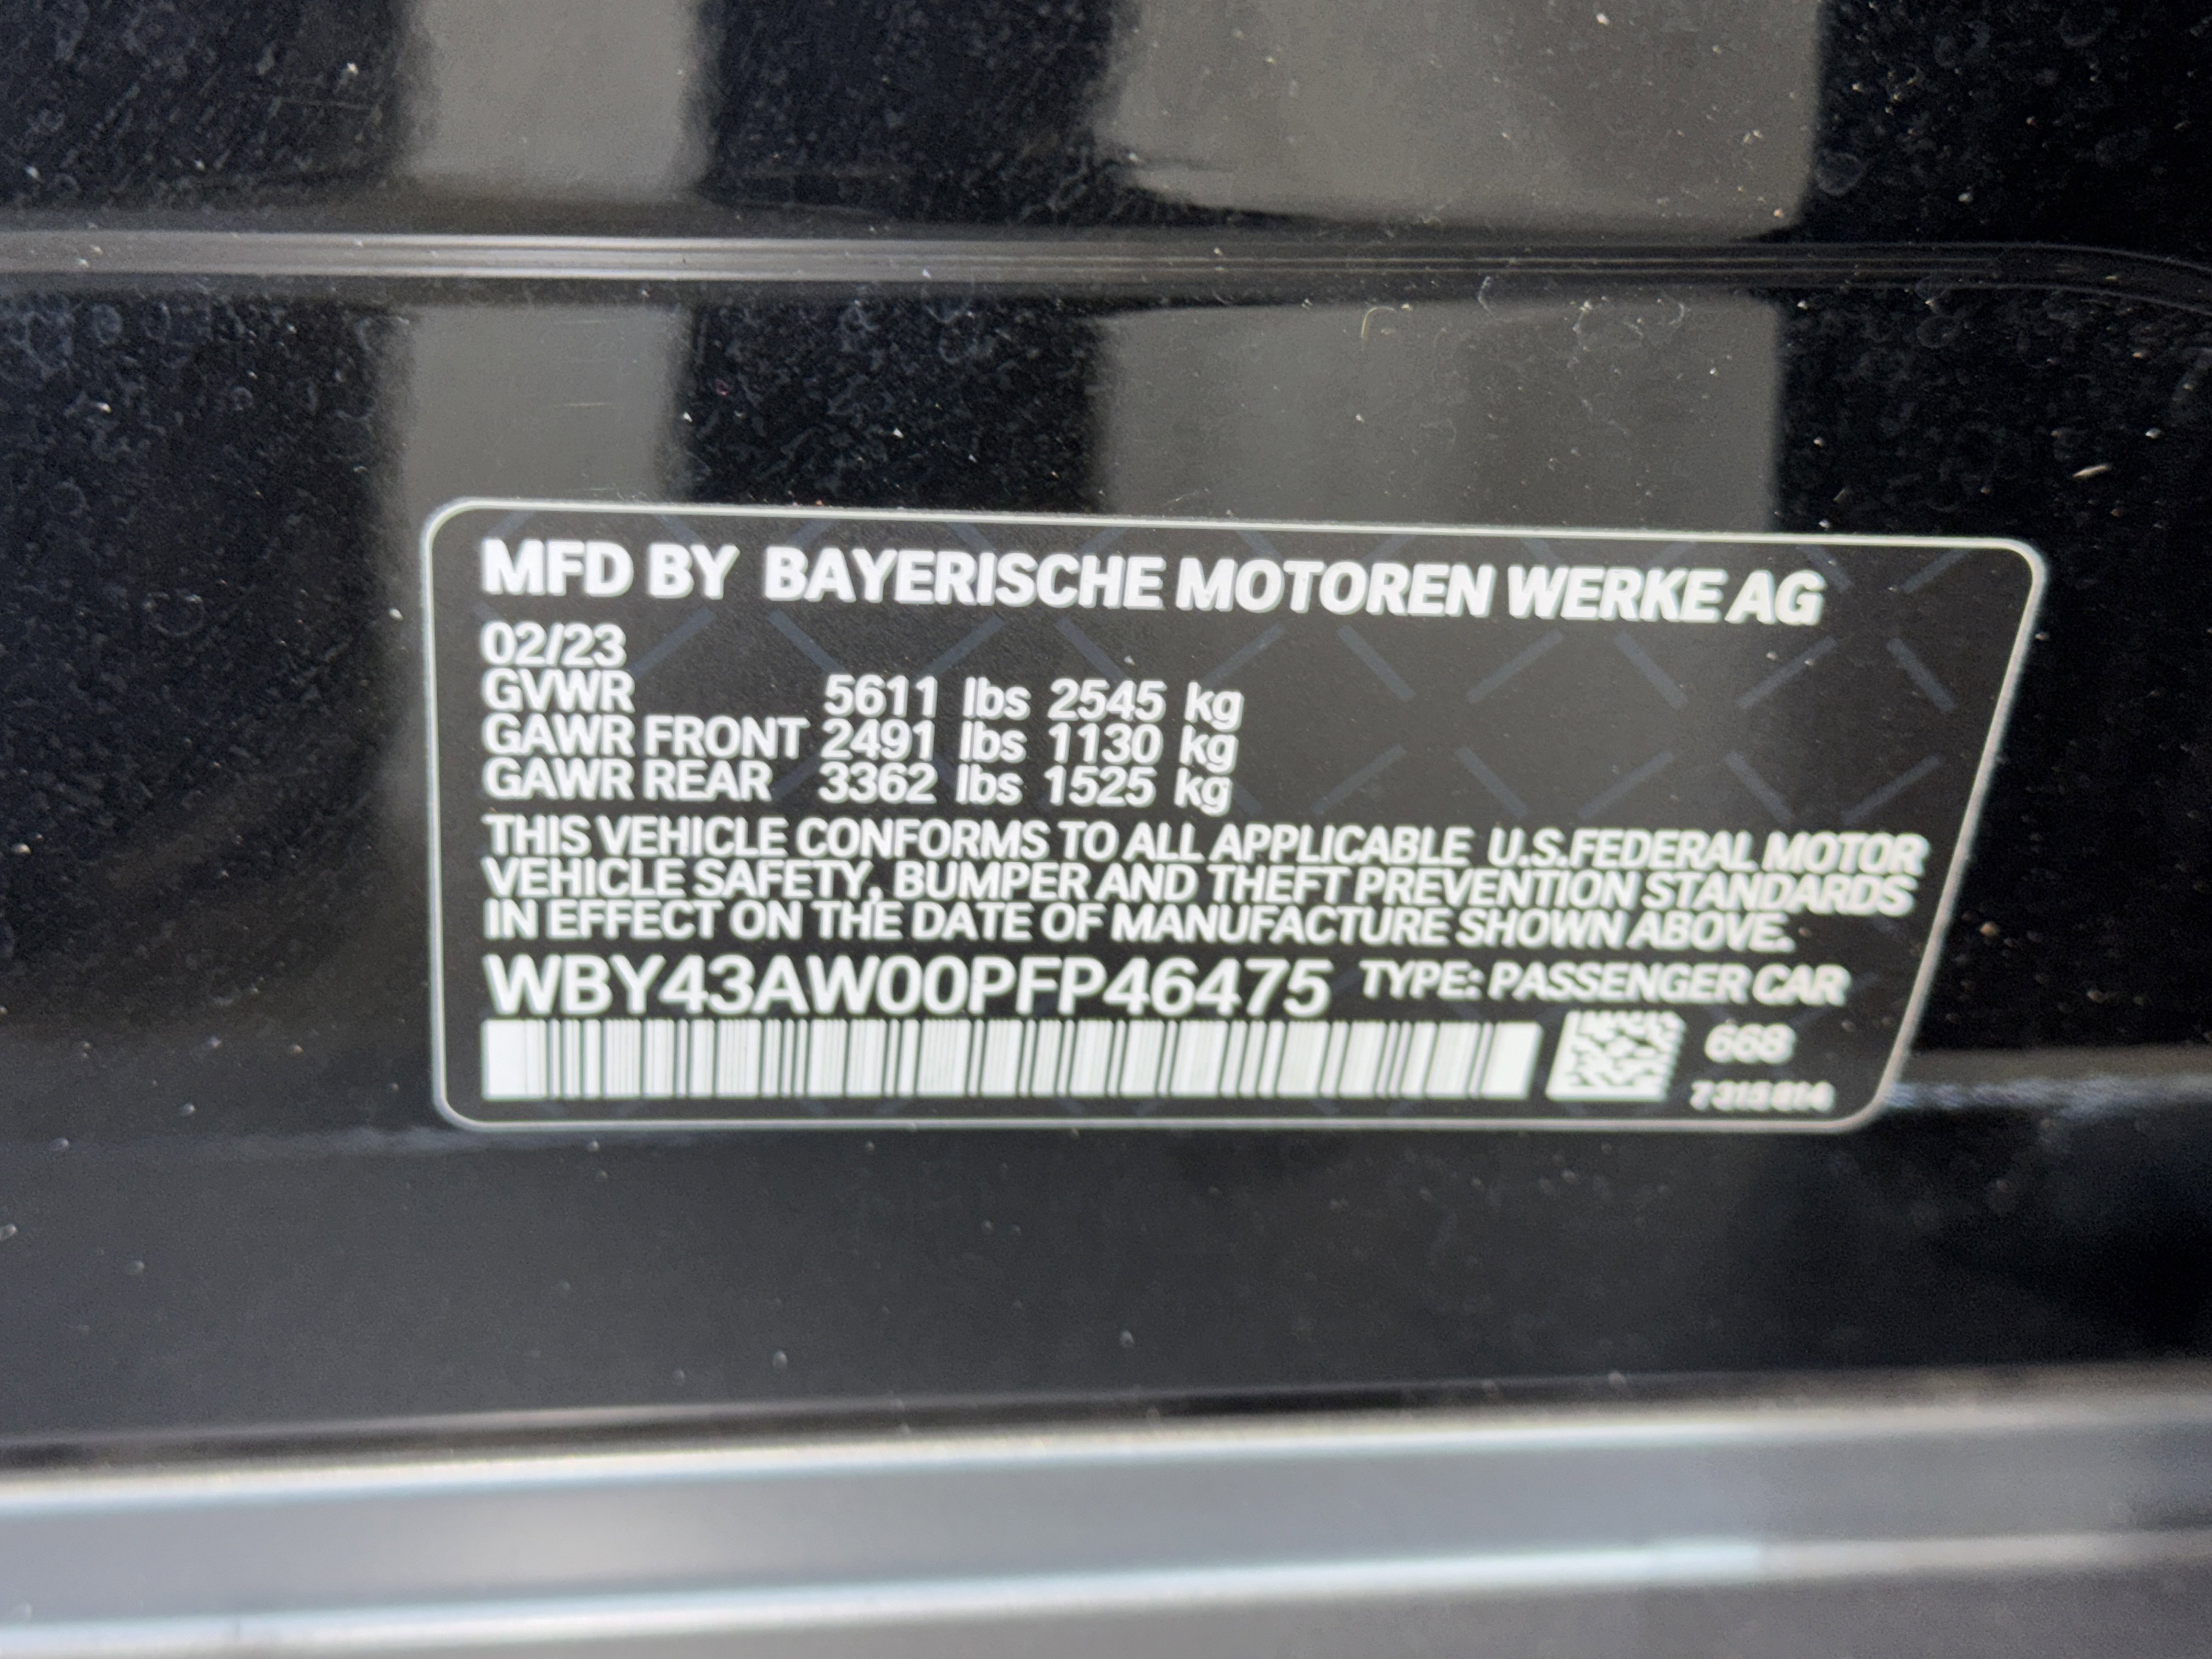 MFD BY BAYERISCHE MOTOREN WERKE AG
02/23
GVWR 5611 lbs 2545 kg
GAWR FRONT 2491 lbs 1130 kg
GAWR REAR 3362 lbs 1525 kg
THIS VEHICLE CONFORMS TO ALL APPLICABLE U.S.FEDERAL MOTOR
VEHICLE SAFETY, BUMPER AND THEFT PREVENTION STANDARDS
IN EFFECT ON THE DATE OF MANUFACTURE SHOWN ABOVE.
WBY43AW00PFP46475 TYPE: PASSENGER CAR
668